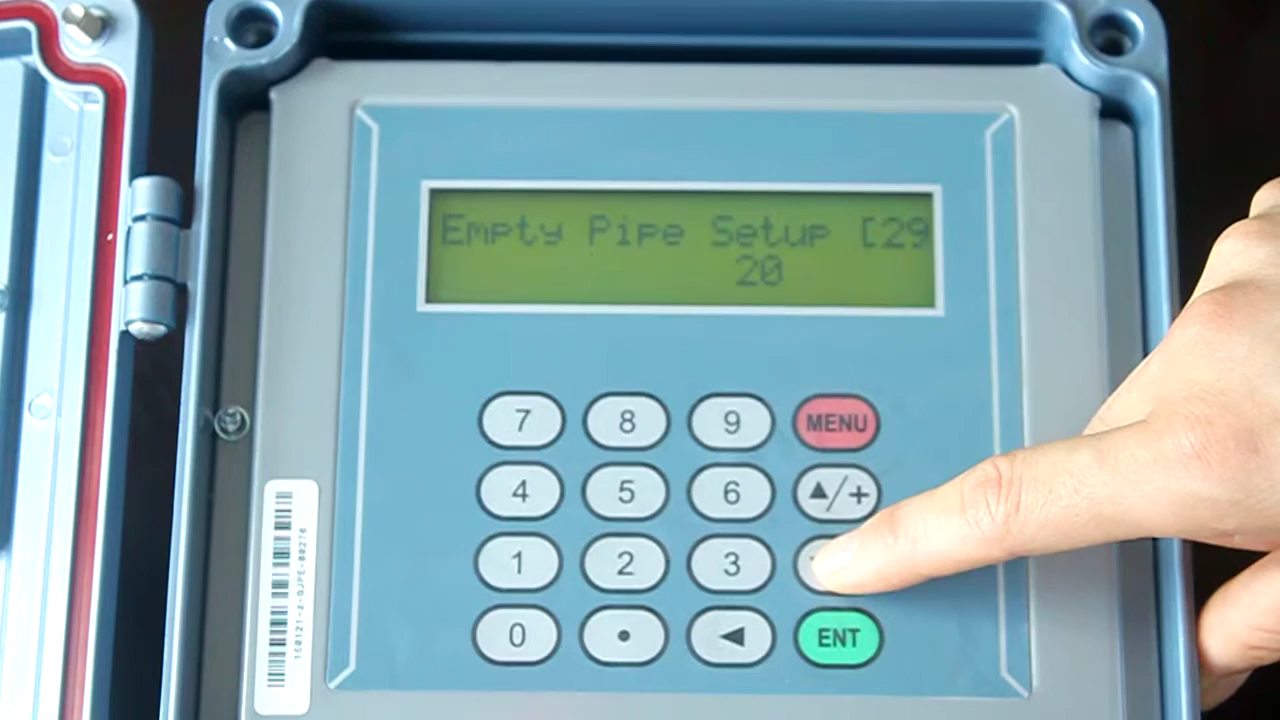 Empty Pipe Setup [29
20
7 8 9 MENU
4 5 6 ▲/+
1 2 3
0 • ◀ ENT